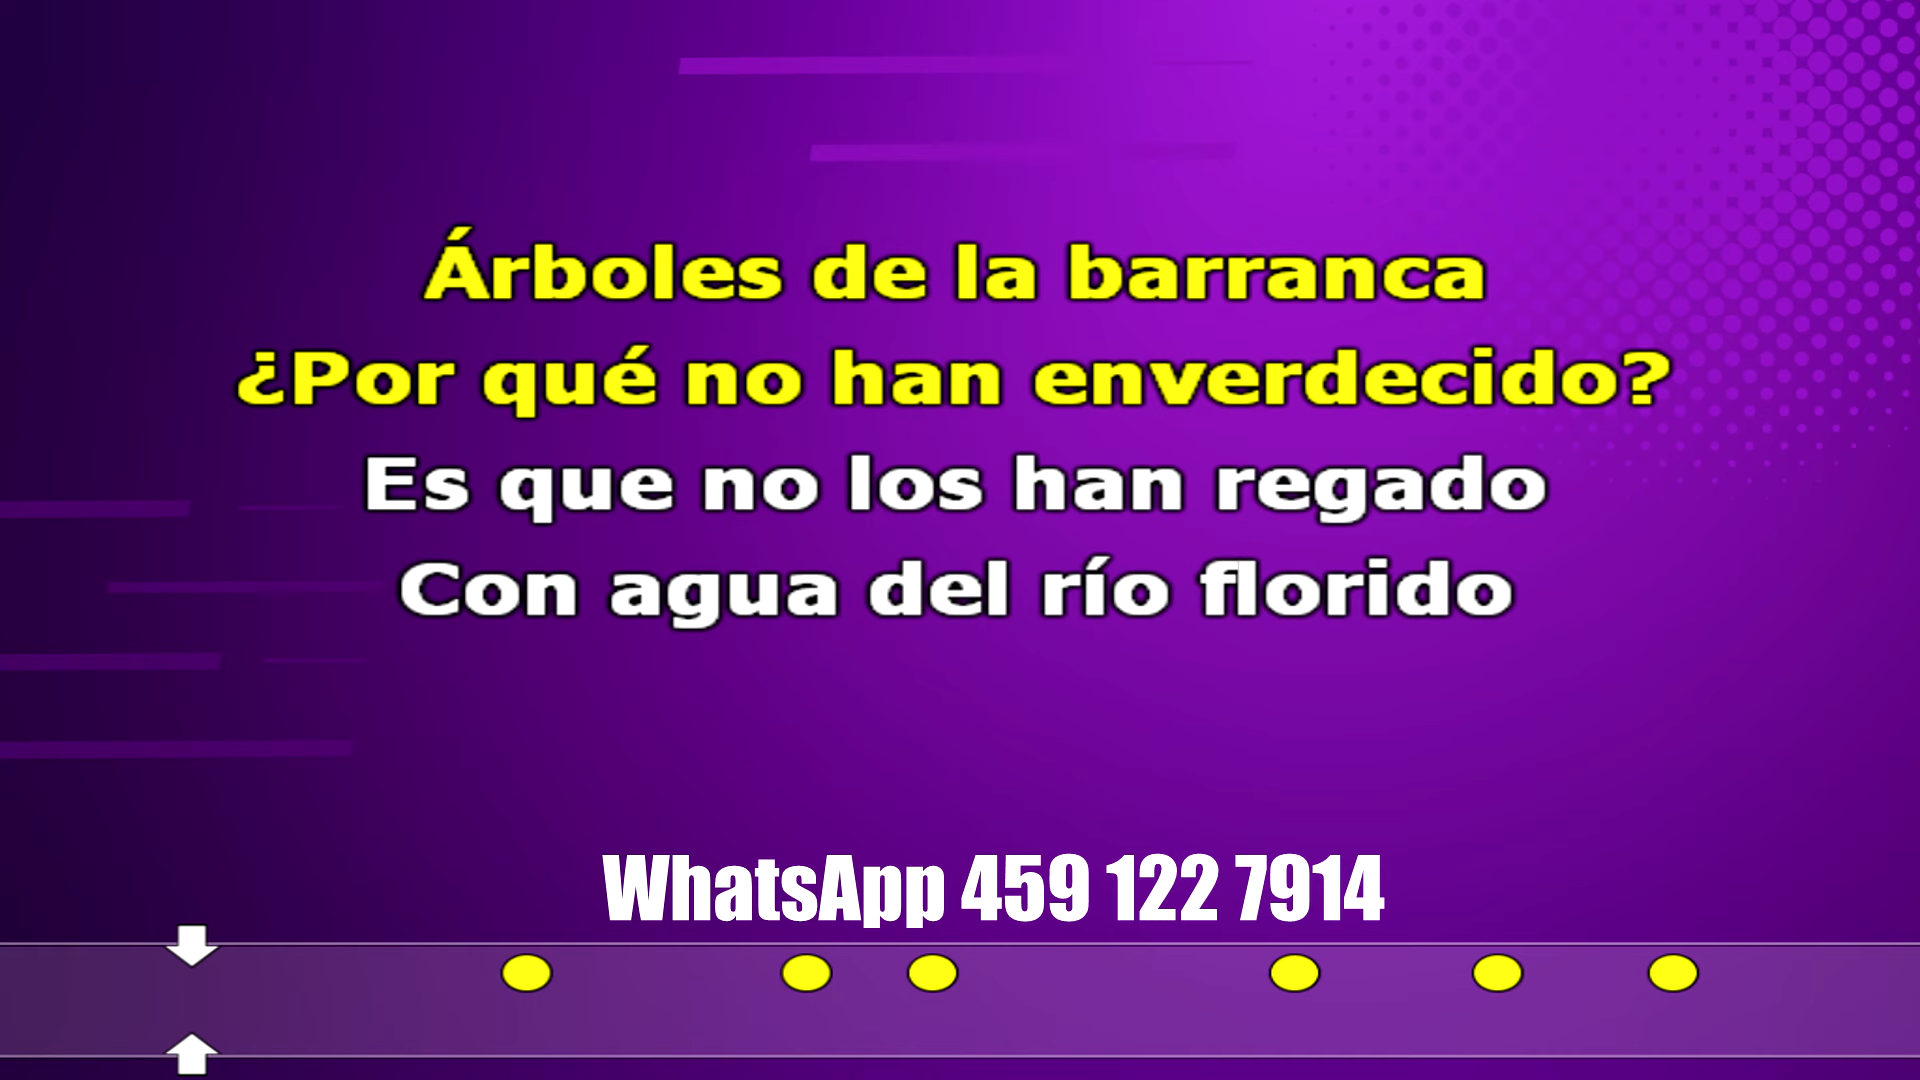 Árboles de la barranca
¿Por qué no han enverdecido?
Es que no los han regado
Con agua del río florido
WhatsApp 459 122 7914